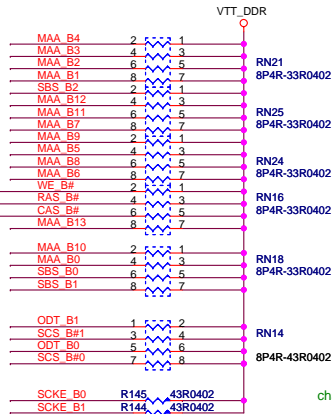 VTT_DDR
MAA_B4 2 1
MAA_B3 4 3
MAA_B2 6 5 RN21
MAA_B1 8 7 8P4R-33R0402
SBS_B2 2 1
MAA_B12 4 3
MAA_B11 6 5 RN25
MAA_B7 8 7 8P4R-33R0402
MAA_B9 2 1
MAA_B5 4 3
MAA_B8 6 5 RN24
MAA_B6 8 7 8P4R-33R0402
WE_B# 2 1
RAS_B# 4 3 RN16
CAS_B# 6 5 8P4R-33R0402
MAA_B13 8 7
MAA_B10 2 1
MAA_B0 4 3 RN18
SBS_B0 6 5 8P4R-33R0402
SBS_B1 8 7
ODT_B1 1 2
SCS_B#1 3 4 RN14
ODT_B0 5 6
SCS_B#0 7 8 8P4R-43R0402
SCKE_B0 R145 43R0402 ch
SCKE_B1 R144 43R0402